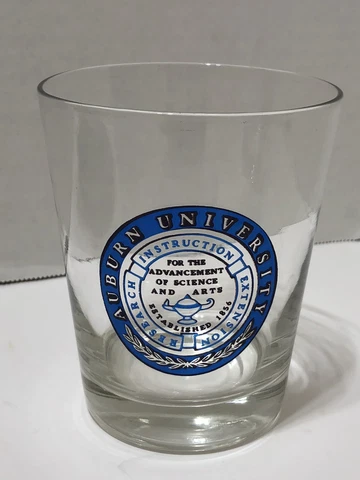 AUBURN UNIVERSITY
INSTRUCTION
EXTENSION
RESEARCH
FOR THE
ADVANCEMENT
OF SCIENCE
AND ARTS
ESTABLISHED 1856